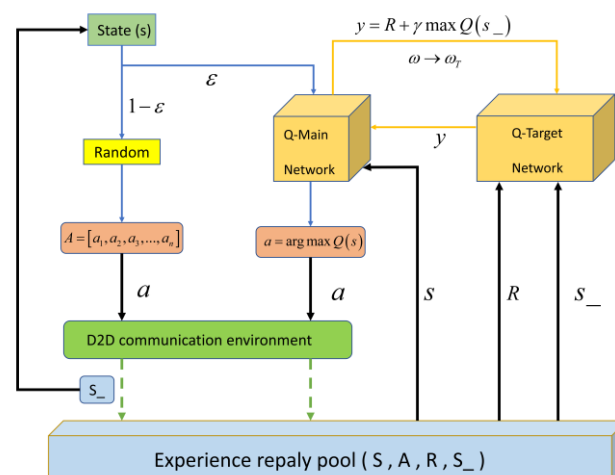 State (s)
y = R + γ max Q(s_)
ω → ω_T
ε
1 − ε
Random
Q-Main
Network
Q-Target
Network
y
A = [a₁, a₂, a₃, ..., aₙ]
a = arg max Q(s)
a
a
s
R
s_
D2D communication environment
S_
Experience repaly pool ( S , A , R , S_ )